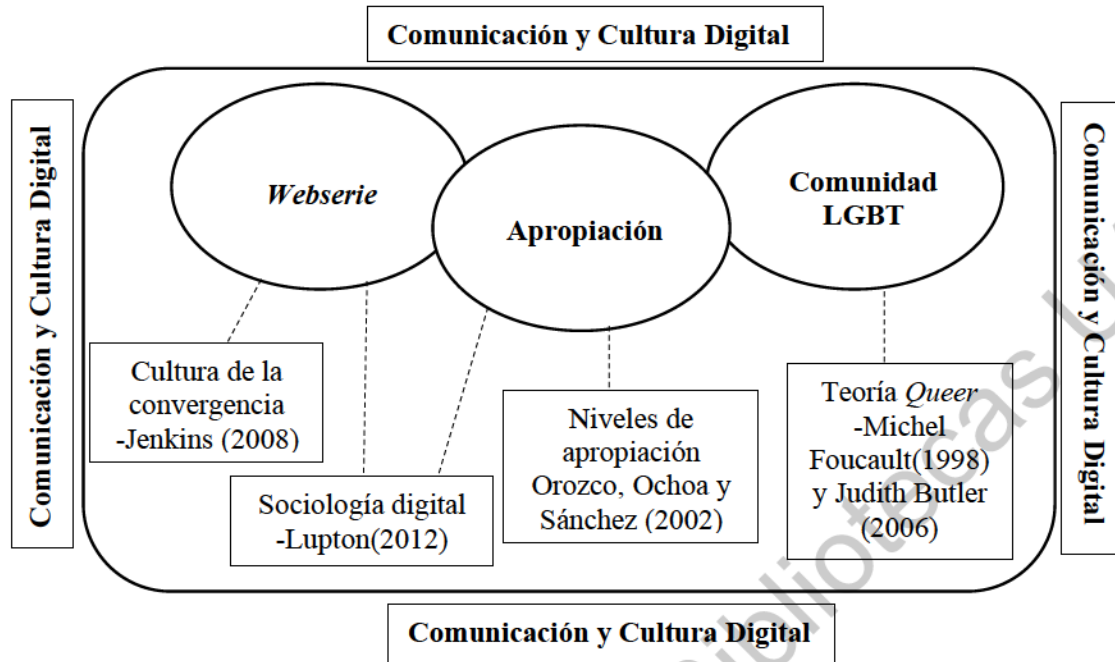 Comunicación y Cultura Digital
Comunicación y Cultura Digital
Webserie
Apropiación
Comunidad
LGBT
Comunicación y Cultura Digital
Cultura de la
convergencia
-Jenkins (2008)
Sociología digital
-Lupton(2012)
Niveles de
apropiación
Orozco, Ochoa y
Sánchez (2002)
Teoría Queer
-Michel
Foucault(1998)
y Judith Butler
(2006)
Comunicación y Cultura Digital
Bibliotecas